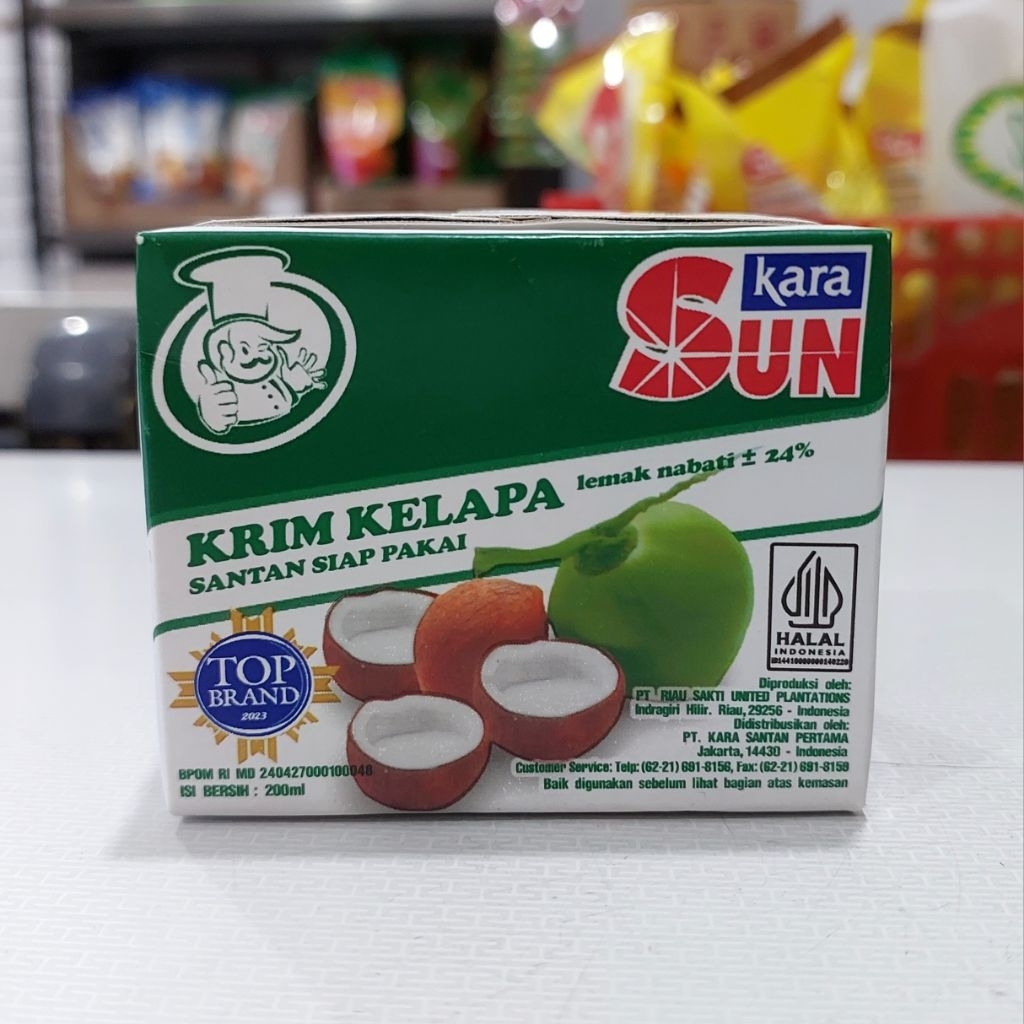 kara
SUN
lemak nabati ± 24%
KRIM KELAPA
SANTAN SIAP PAKAI
HALAL
INDONESIA
ID14410000000140220
TOP
BRAND
2023
Diproduksi oleh:
PT. RIAU SAKTI UNITED PLANTATIONS
Indragiri Hilir. Riau, 29256 - Indonesia
Didistribusikan oleh:
PT. KARA SANTAN PERTAMA
Jakarta, 14430 - Indonesia
Customer Service: Telp: (62-21) 691-8156, Fax: (62-21) 691-8159
Baik digunakan sebelum lihat bagian atas kemasan
BPOM RI MD 240427000100048
ISI BERSIH : 200ml